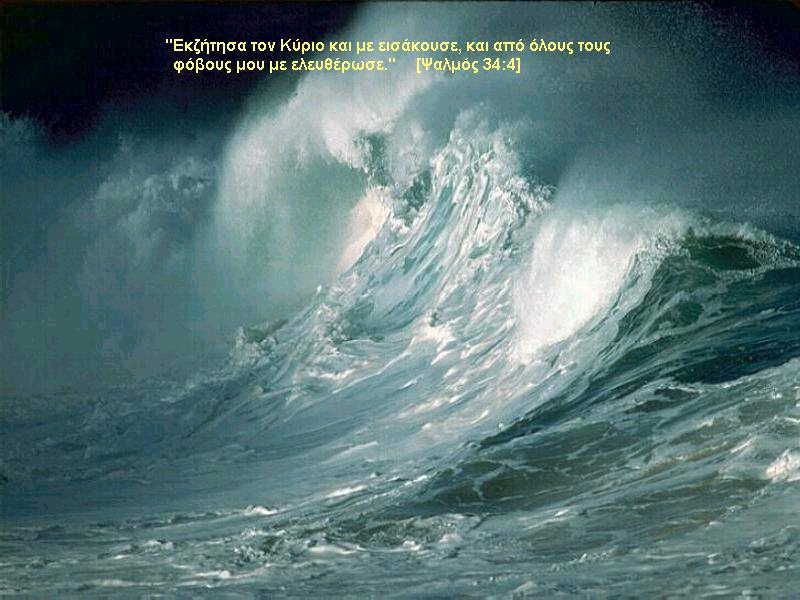 "Εκζήτησα τον Κύριο και με εισάκουσε, και από όλους τους
φόβους μου με ελευθέρωσε." [Ψαλμός 34:4]